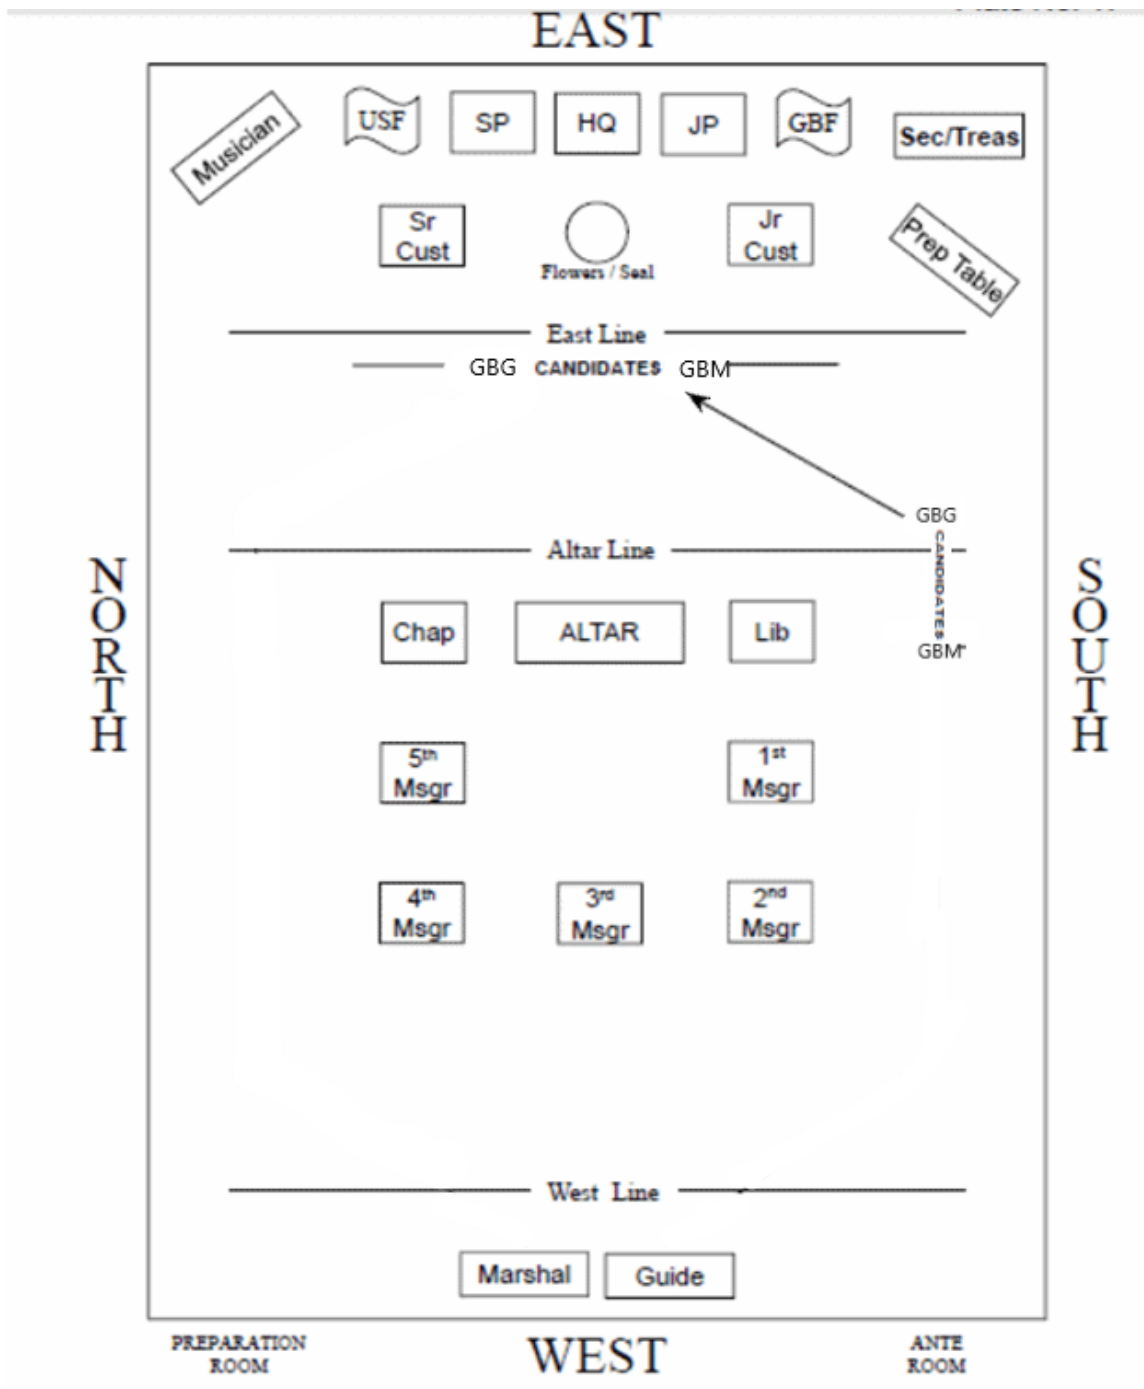 EAST
Musician
USF
SP
HQ
JP
GBF
Sec/Treas
Sr
Cust
Flowers / Seal
Jr
Cust
Prep Table
East Line
GBG CANDIDATES GBM
GBG
CANDIDATES
GBM"
Altar Line
NORTH
SOUTH
Chap
ALTAR
Lib
5th
Msgr
1st
Msgr
4th
Msgr
3rd
Msgr
2nd
Msgr
West Line
Marshal
Guide
PREPARATION
ROOM
WEST
ANTE
ROOM